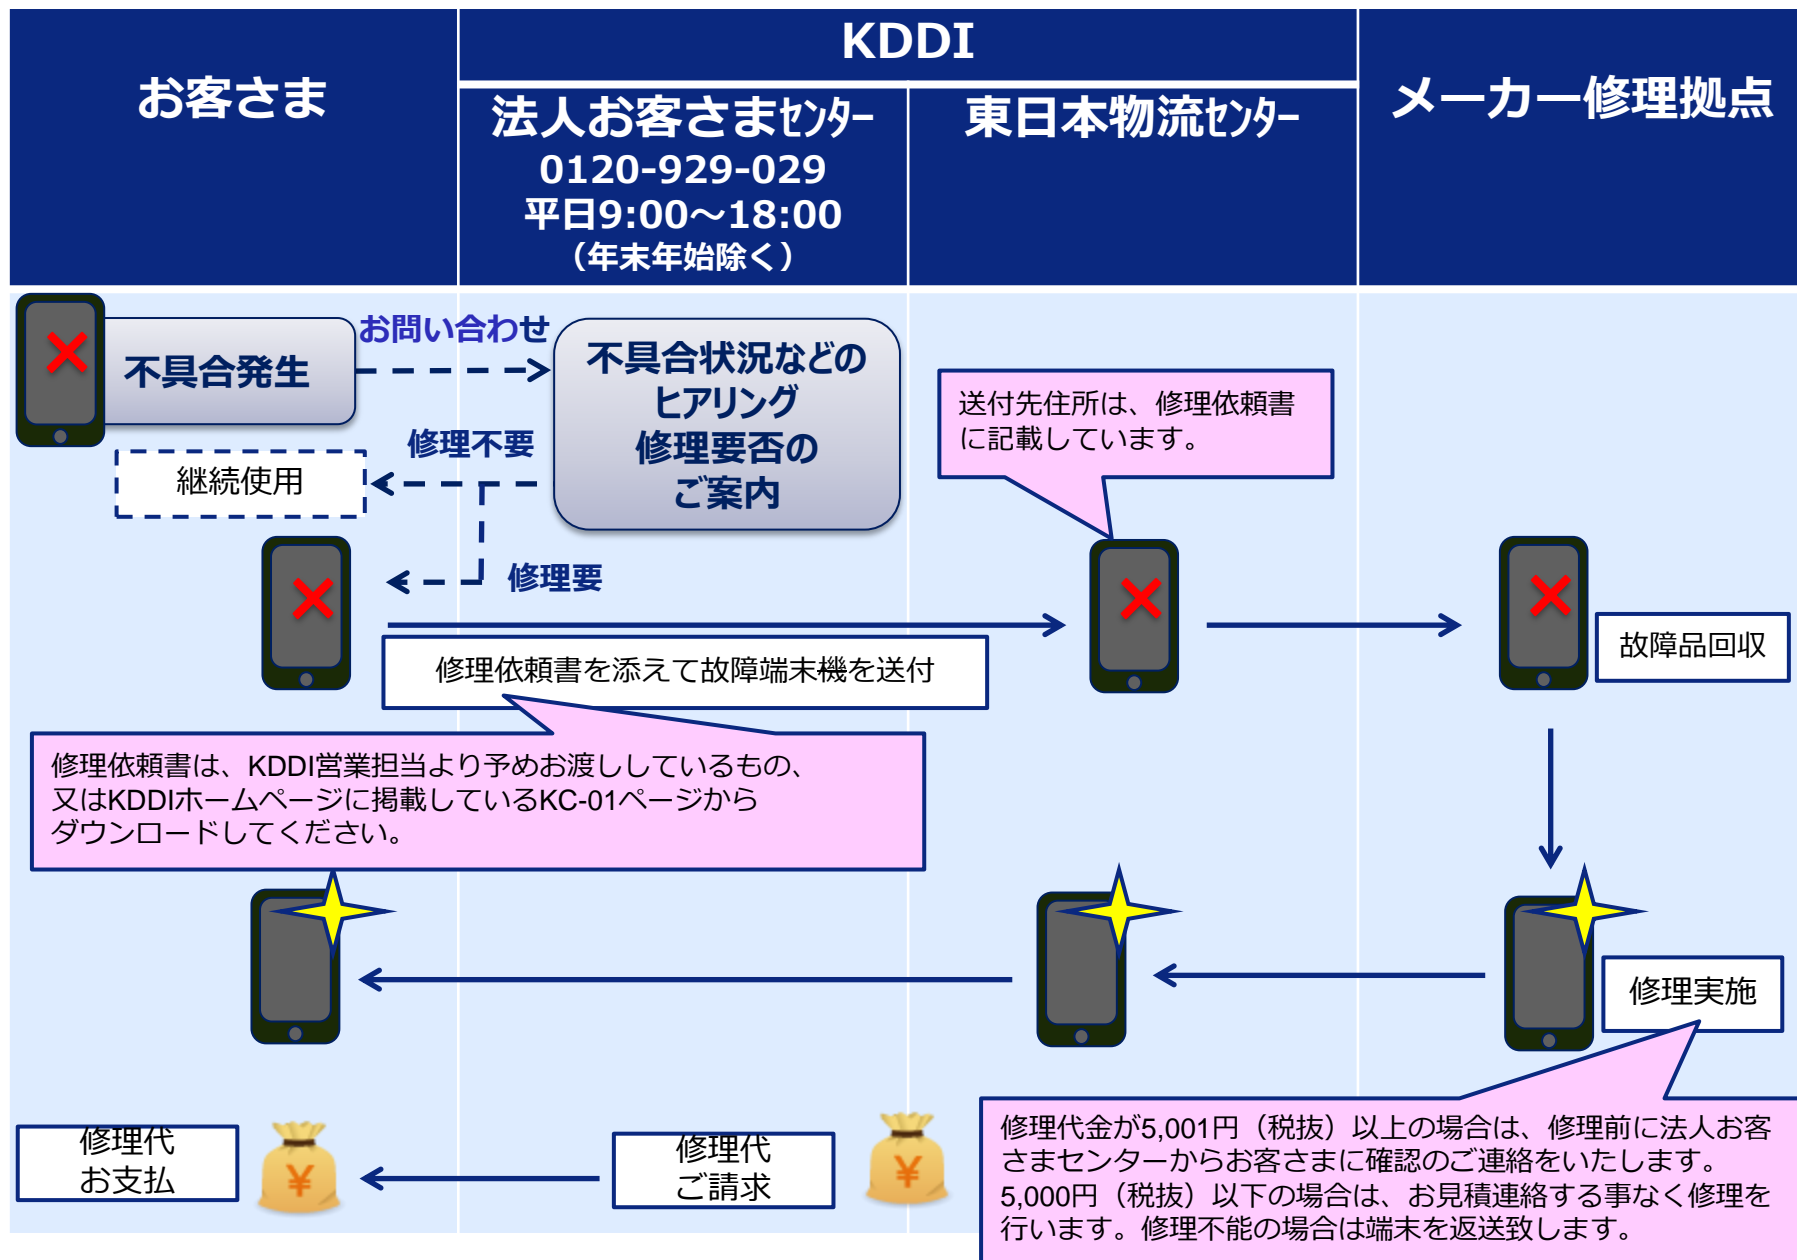 お客さま
KDDI
法人お客さまセンター
0120-929-029
平日9:00～18:00
（年末年始除く）
東日本物流センター
メーカー修理拠点
不具合発生
お問い合わせ
不具合状況などの
ヒアリング
修理要否の
ご案内
修理不要
継続使用
修理要
送付先住所は、修理依頼書
に記載しています。
修理依頼書を添えて故障端末機を送付
故障品回収
修理依頼書は、KDDI営業担当より予めお渡ししているもの、
又はKDDIホームページに掲載しているKC-01ページから
ダウンロードしてください。
修理実施
修理代
お支払
¥
修理代
ご請求
¥
修理代金が5,001円（税抜）以上の場合は、修理前に法人お客
さまセンターからお客さまに確認のご連絡をいたします。
5,000円（税抜）以下の場合は、お見積連絡する事なく修理を
行います。修理不能の場合は端末を返送致します。